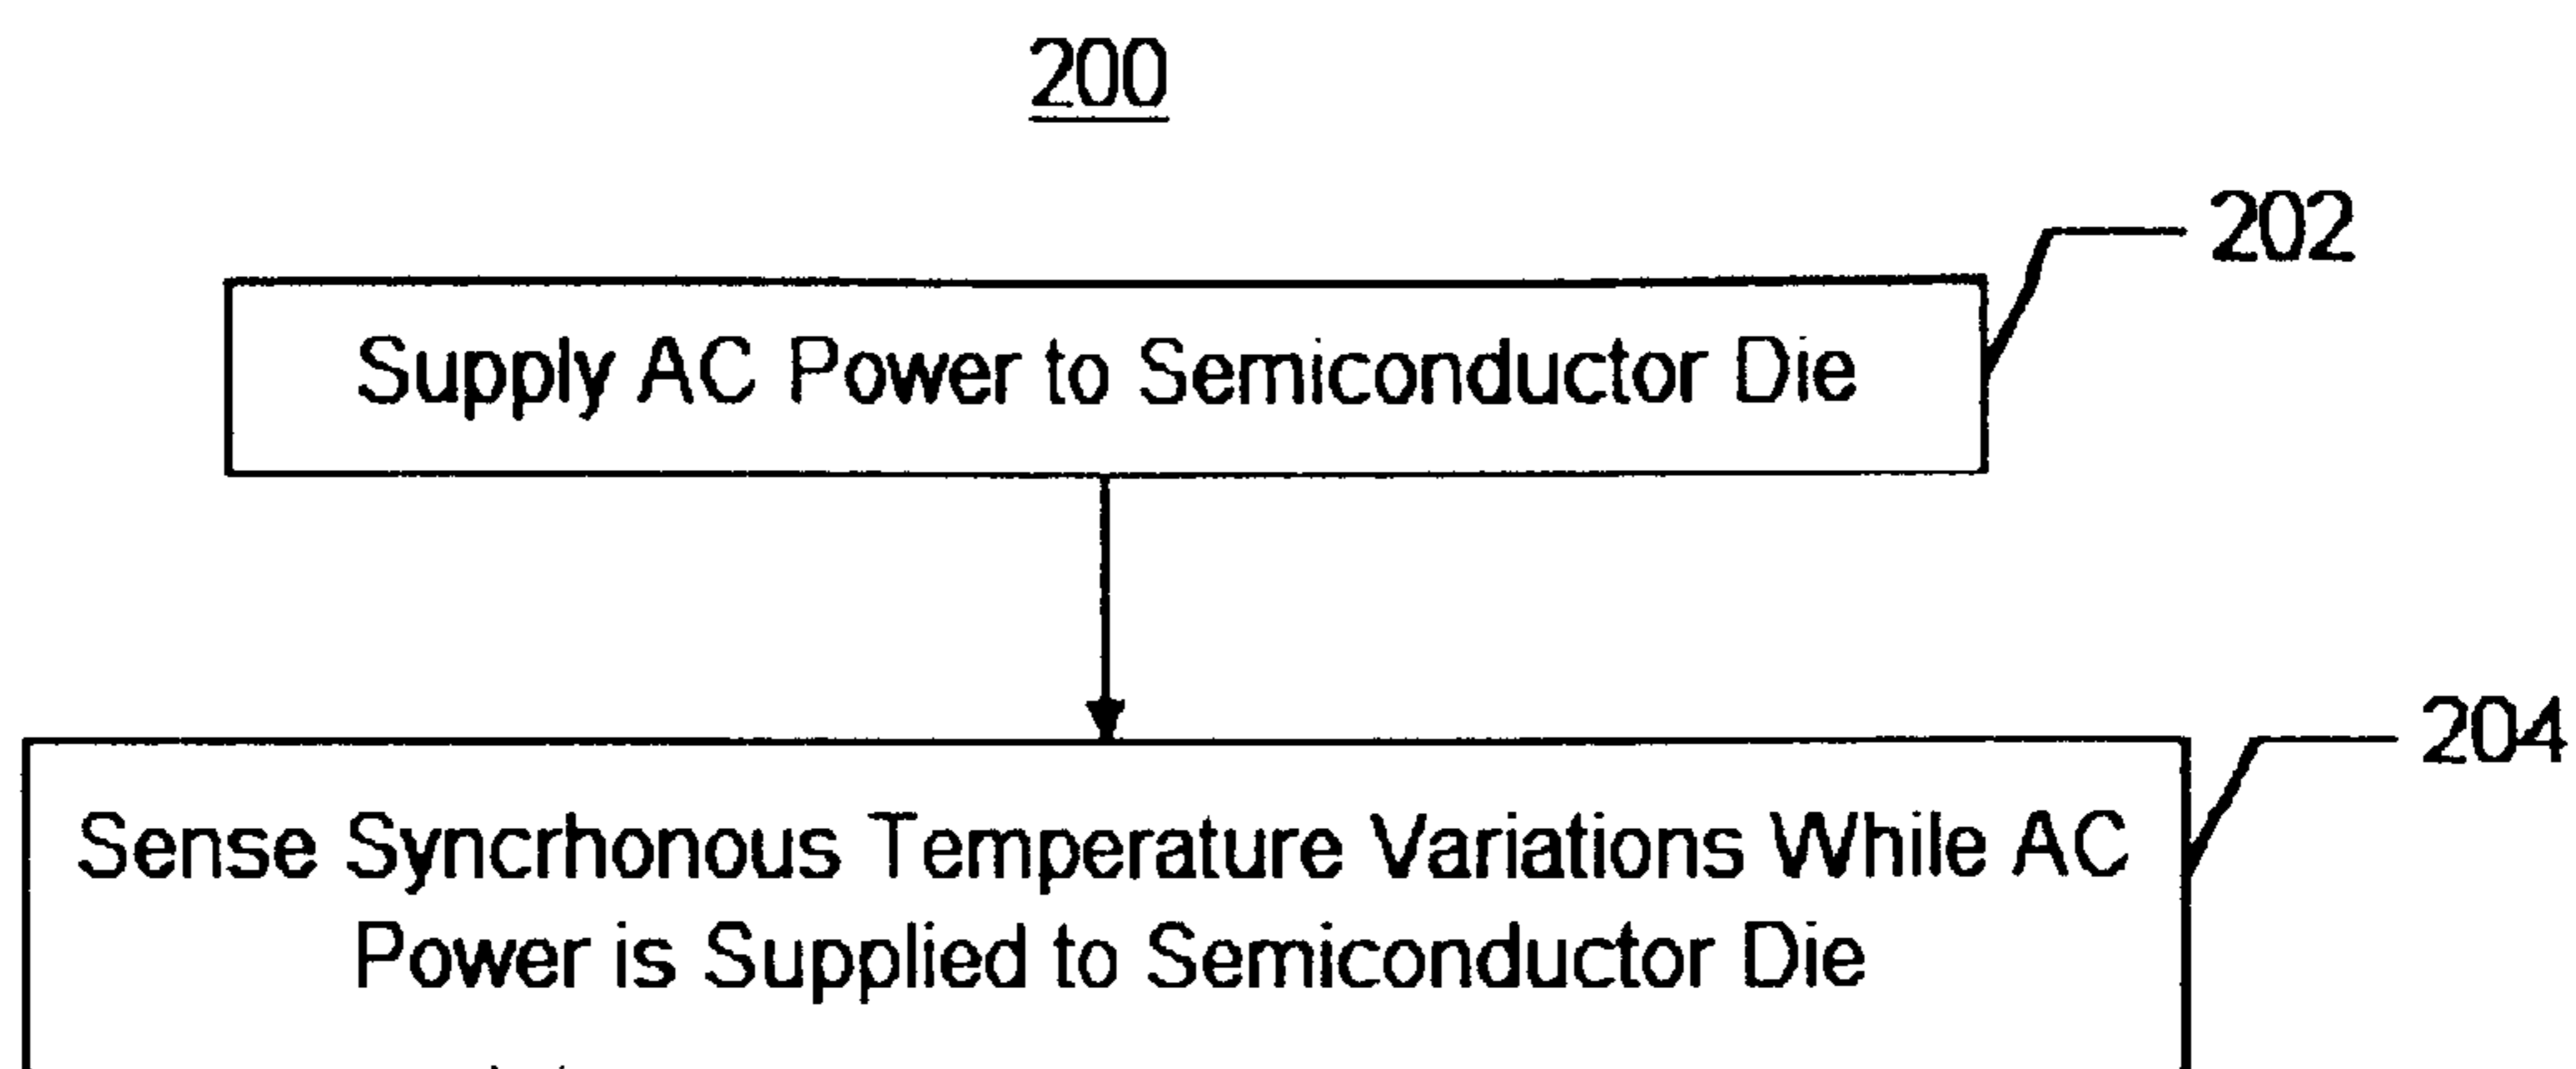 200
202
Supply AC Power to Semiconductor Die
204
Sense Syncrhonous Temperature Variations While AC
Power is Supplied to Semiconductor Die